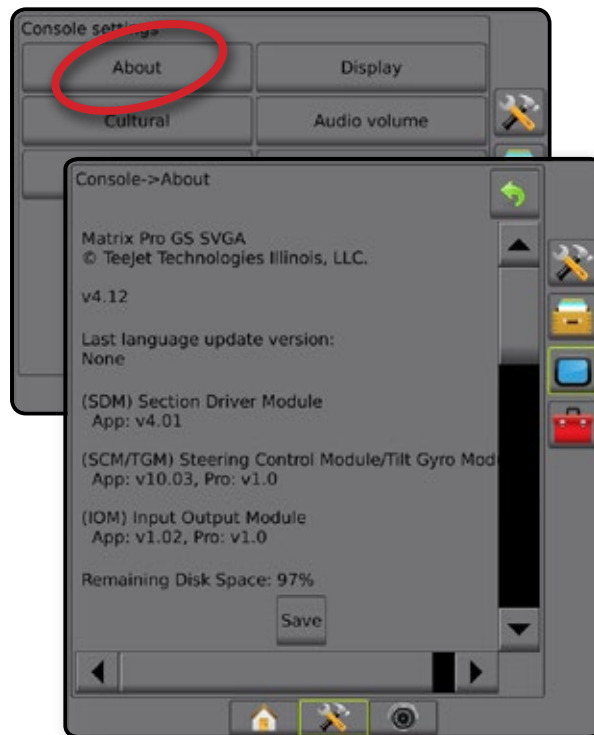 Console settings
About
Display
Cultural
Audio volume
Console->About
Matrix Pro GS SVGA
© TeeJet Technologies Illinois, LLC.
v4.12
Last language update version:
None
(SDM) Section Driver Module
App: v4.01
(SCM/TGM) Steering Control Module/Tilt Gyro Mod
App: v10.03, Pro: v1.0
(IOM) Input Output Module
App: v1.02, Pro: v1.0
Remaining Disk Space: 97%
Save